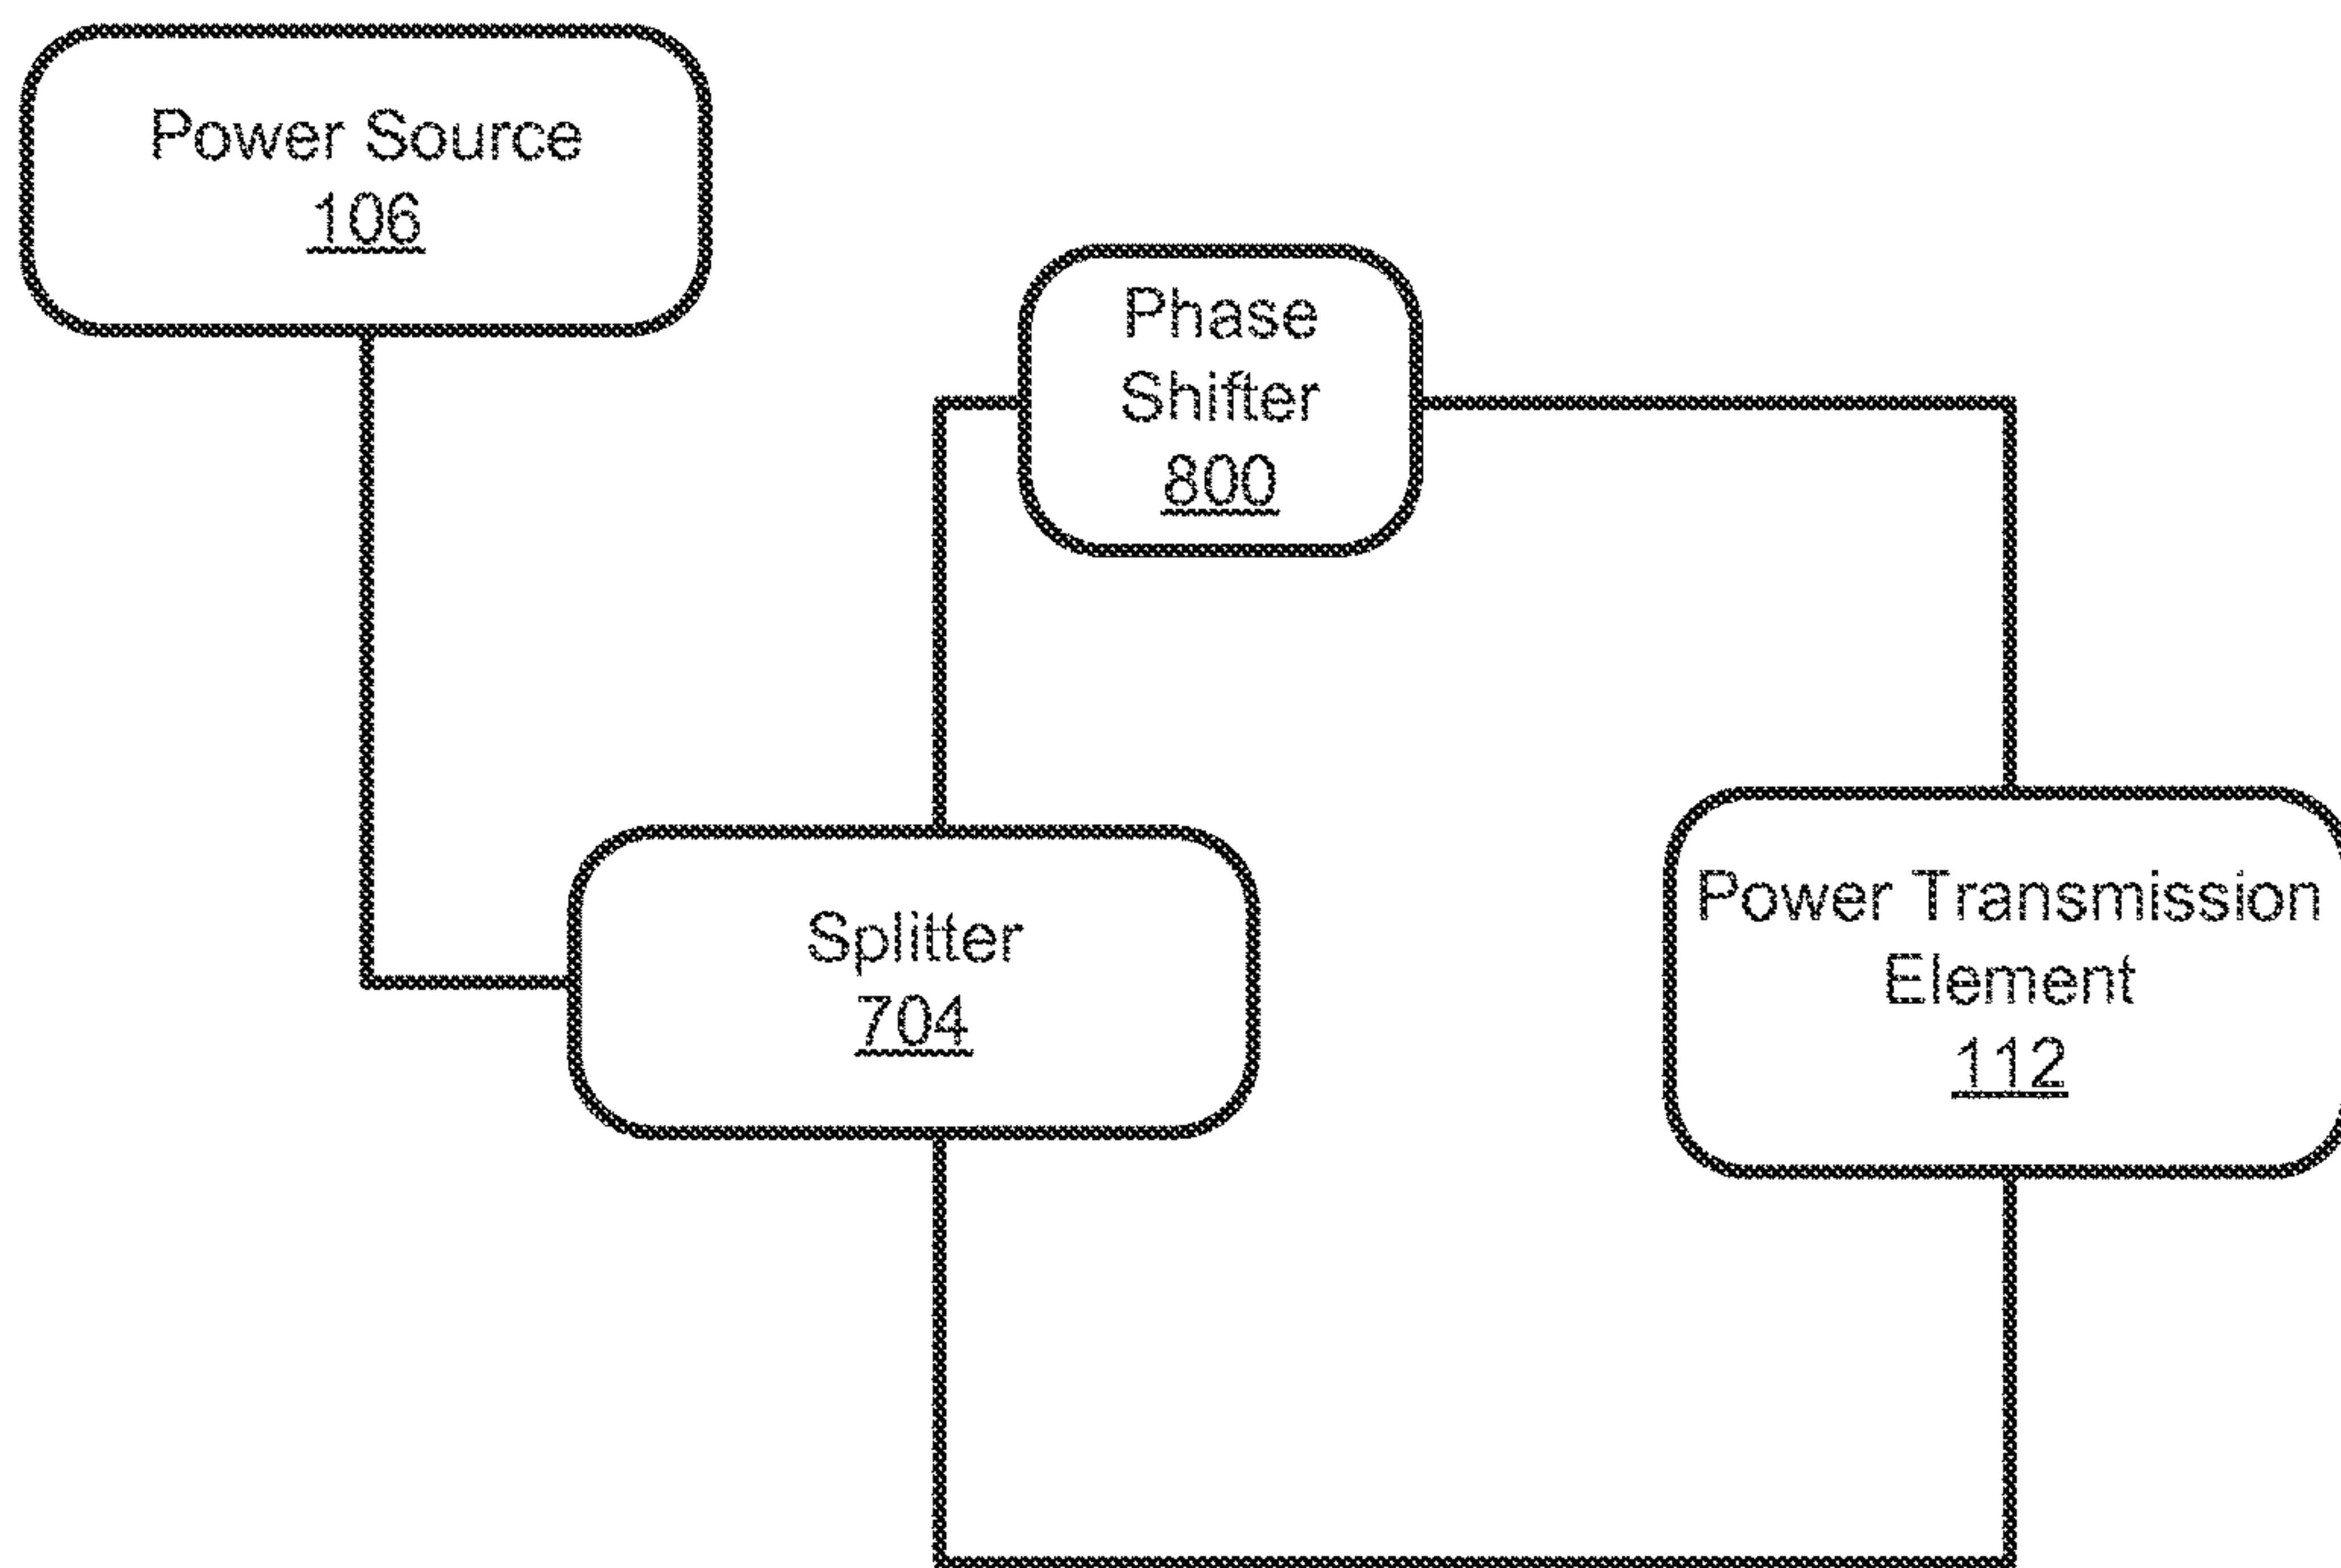 Power Source
106
Phase
Shifter
800
Splitter
704
Power Transmission
Element
112